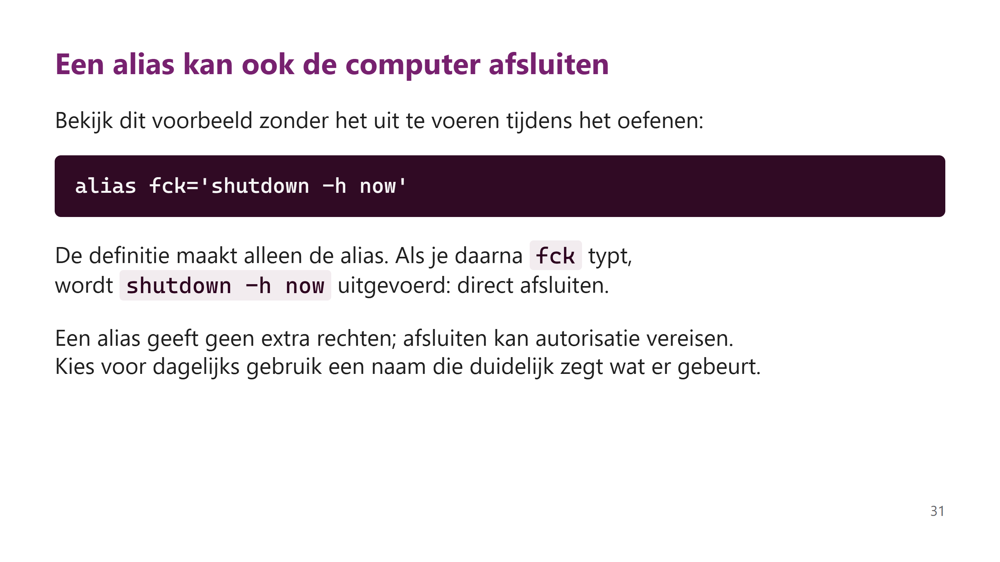 Een alias kan ook de computer afsluiten
Bekijk dit voorbeeld zonder het uit te voeren tijdens het oefenen:
alias fck='shutdown -h now'
De definitie maakt alleen de alias. Als je daarna fck typt,
wordt shutdown -h now uitgevoerd: direct afsluiten.
Een alias geeft geen extra rechten; afsluiten kan autorisatie vereisen.
Kies voor dagelijks gebruik een naam die duidelijk zegt wat er gebeurt.
31